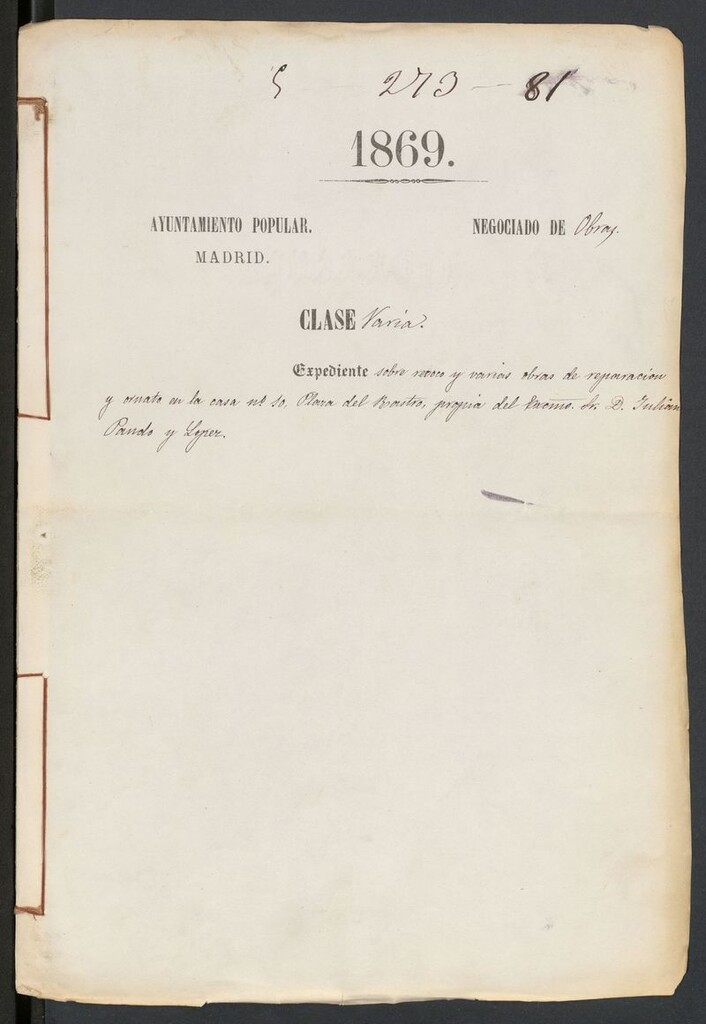 5 — 273 — 81
1869.
AYUNTAMIENTO POPULAR.
NEGOCIADO DE Obras.
MADRID.
CLASE Varia.
Expediente sobre revoco y varias obras de reparacion
y ornato en la casa nº 10, Plaza del Rastro, propia del Excmo. Sr. D. Julian
Pando y Lopez.